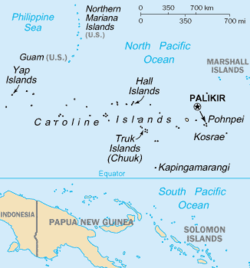 Philippine
Sea
Northern
Mariana
Islands
(U.S.)
0 350 700 km
0 350 700 mi
Guam (U.S.)
North Pacific
Ocean
MARSHALL
ISLANDS
Yap
Islands
Hall
Islands
PALIKIR
Pohnpei
Caroline Islands
Kosrae
Truk
Islands
(Chuuk)
Kapingamarangi
Equator
South Pacific
Ocean
INDONESIA
PAPUA NEW GUINEA
SOLOMON
ISLANDS